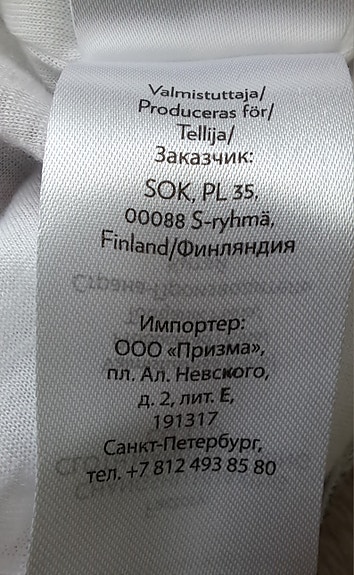 Valmistuttaja/
Produceras för/
Tellija/
Заказчик:
SOK, PL 35,
00088 S-ryhmä,
Finland/Финляндия
Импортер:
ООО «Призма»,
пл. Ал. Невского,
д. 2, лит. Е,
191317
Санкт-Петербург,
тел. +7 812 493 85 80